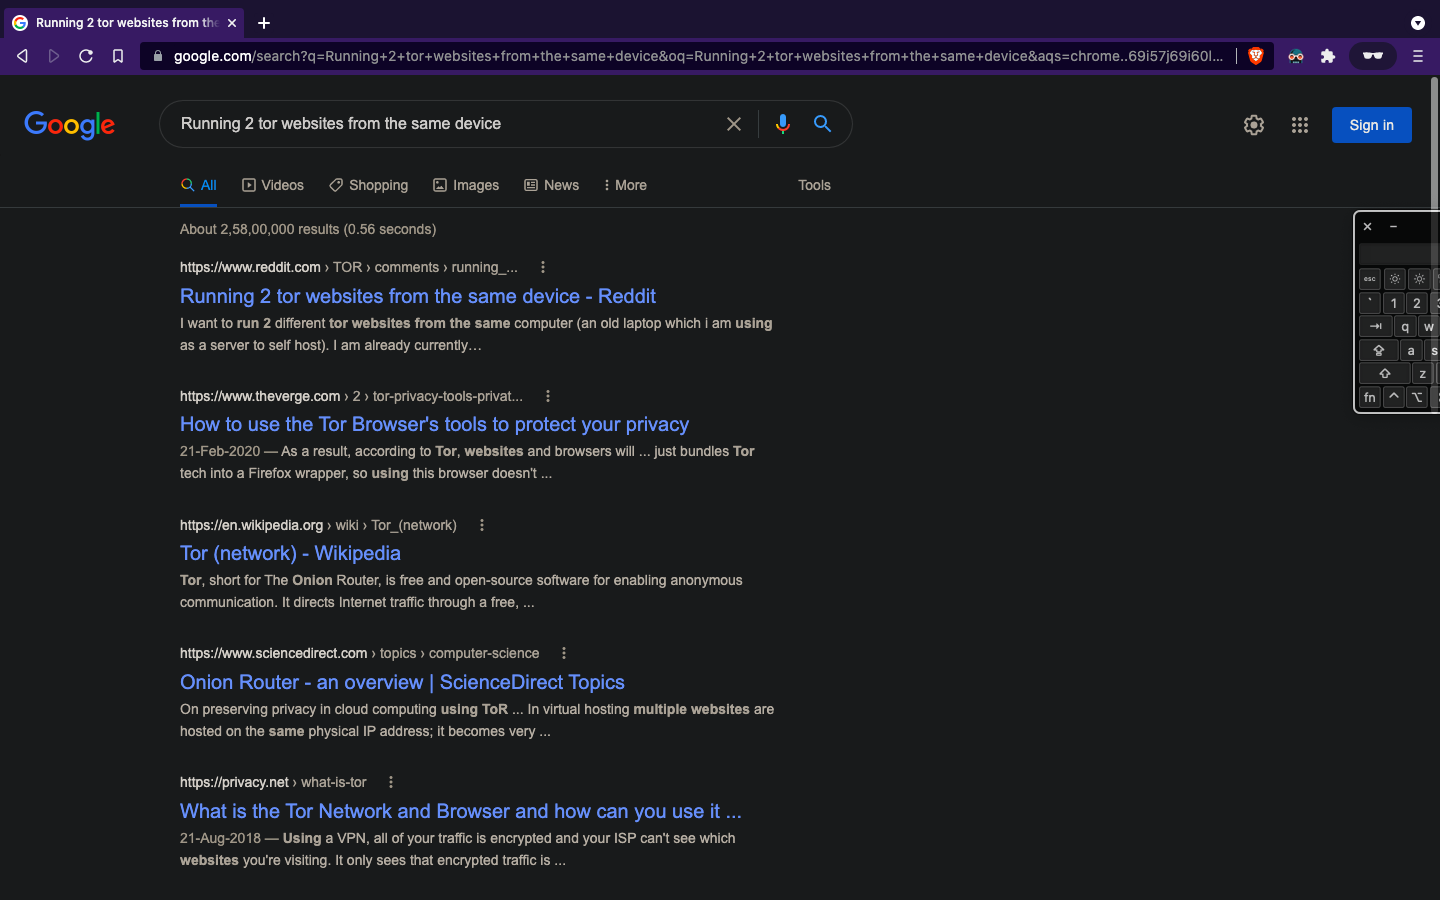 Running 2 tor websites from the
google.com/search?q=Running+2+tor+websites+from+the+same+device&oq=Running+2+tor+websites+from+the+same+device&aqs=chrome..69i57j69i60l...
Google
Running 2 tor websites from the same device
Sign in
All Videos Shopping Images News More Tools
About 2,58,00,000 results (0.56 seconds)
https://www.reddit.com › TOR › comments › running_...
Running 2 tor websites from the same device - Reddit
I want to run 2 different tor websites from the same computer (an old laptop which i am using
as a server to self host). I am already currently…
https://www.theverge.com › 2 › tor-privacy-tools-privat...
How to use the Tor Browser's tools to protect your privacy
21-Feb-2020 — As a result, according to Tor, websites and browsers will ... just bundles Tor
tech into a Firefox wrapper, so using this browser doesn't ...
https://en.wikipedia.org › wiki › Tor_(network)
Tor (network) - Wikipedia
Tor, short for The Onion Router, is free and open-source software for enabling anonymous
communication. It directs Internet traffic through a free, ...
https://www.sciencedirect.com › topics › computer-science
Onion Router - an overview | ScienceDirect Topics
On preserving privacy in cloud computing using ToR ... In virtual hosting multiple websites are
hosted on the same physical IP address; it becomes very ...
https://privacy.net › what-is-tor
What is the Tor Network and Browser and how can you use it ...
21-Aug-2018 — Using a VPN, all of your traffic is encrypted and your ISP can't see which
websites you're visiting. It only sees that encrypted traffic is ...
esc
` 1 2
q w
a s
z
fn